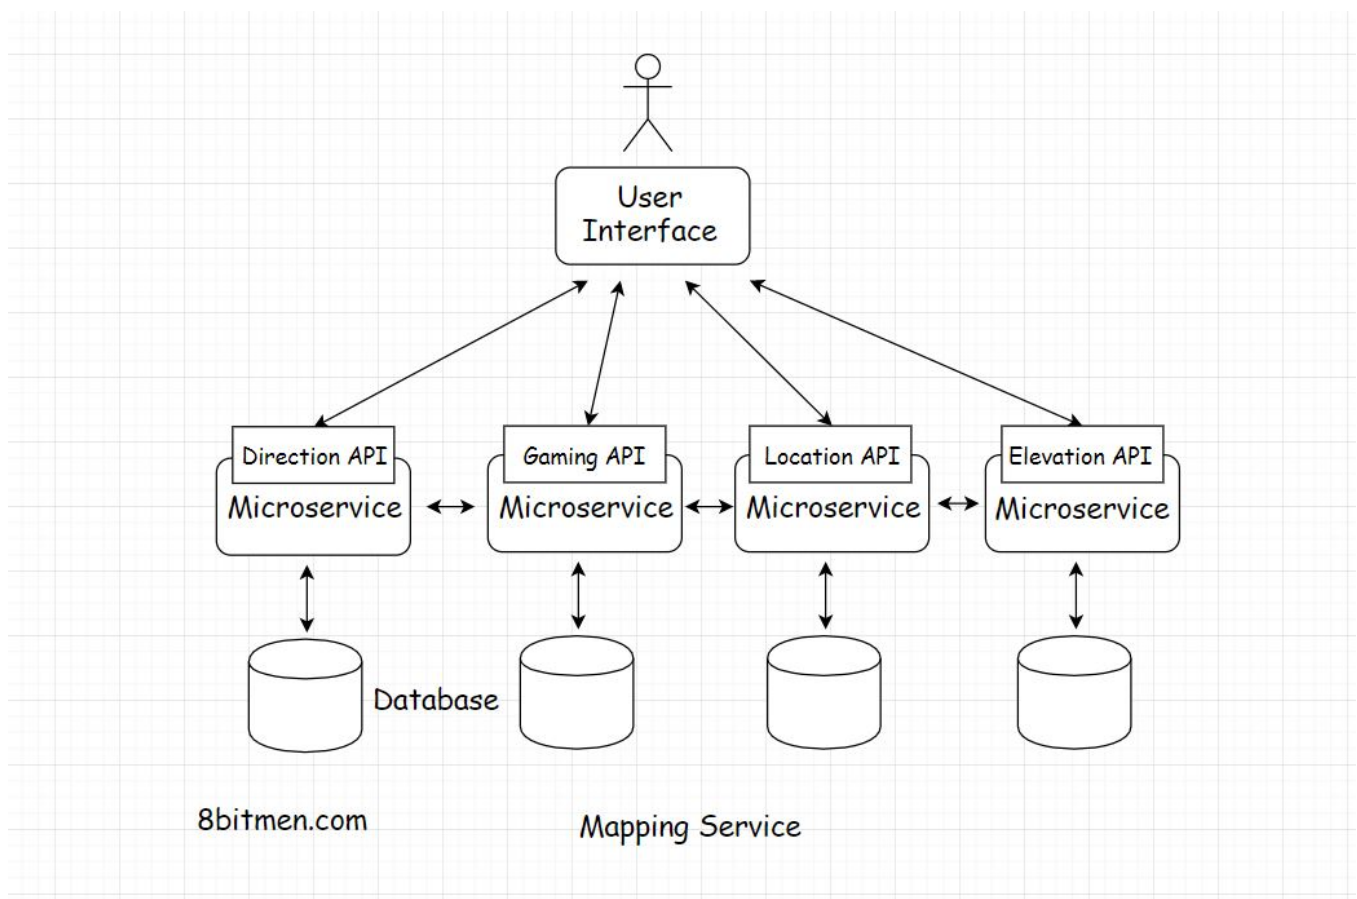 User
Interface
Direction API
Gaming API
Location API
Elevation API
Microservice
Microservice
Microservice
Microservice
Database
8bitmen.com
Mapping Service